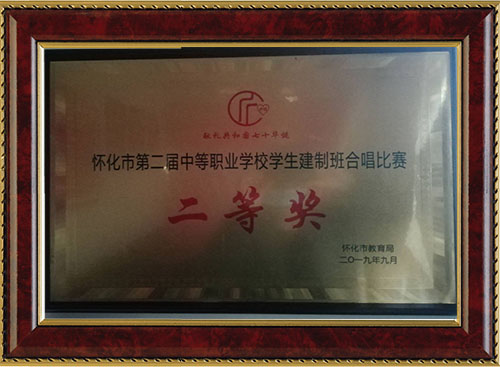 献礼共和国七十华诞
怀化市第二届中等职业学校学生建制班合唱比赛
二等奖
怀化市教育局
二〇一九年九月